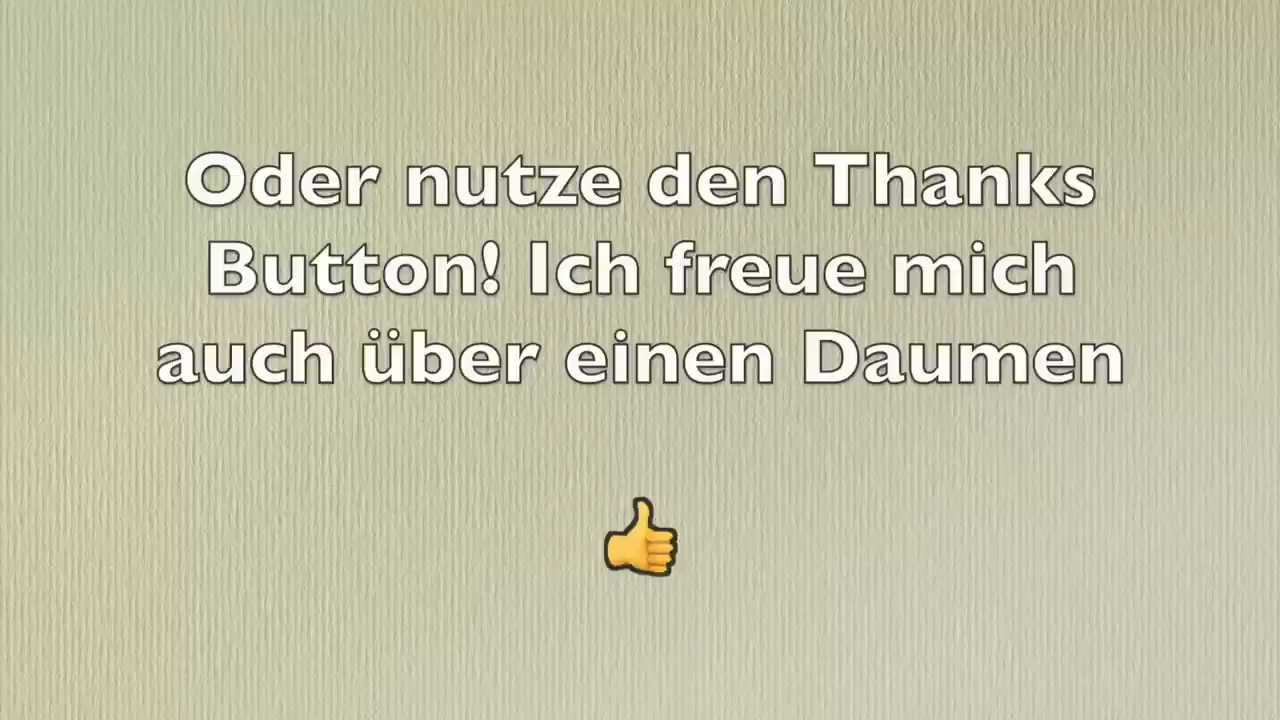 Oder nutze den Thanks
Button! Ich freue mich
auch über einen Daumen